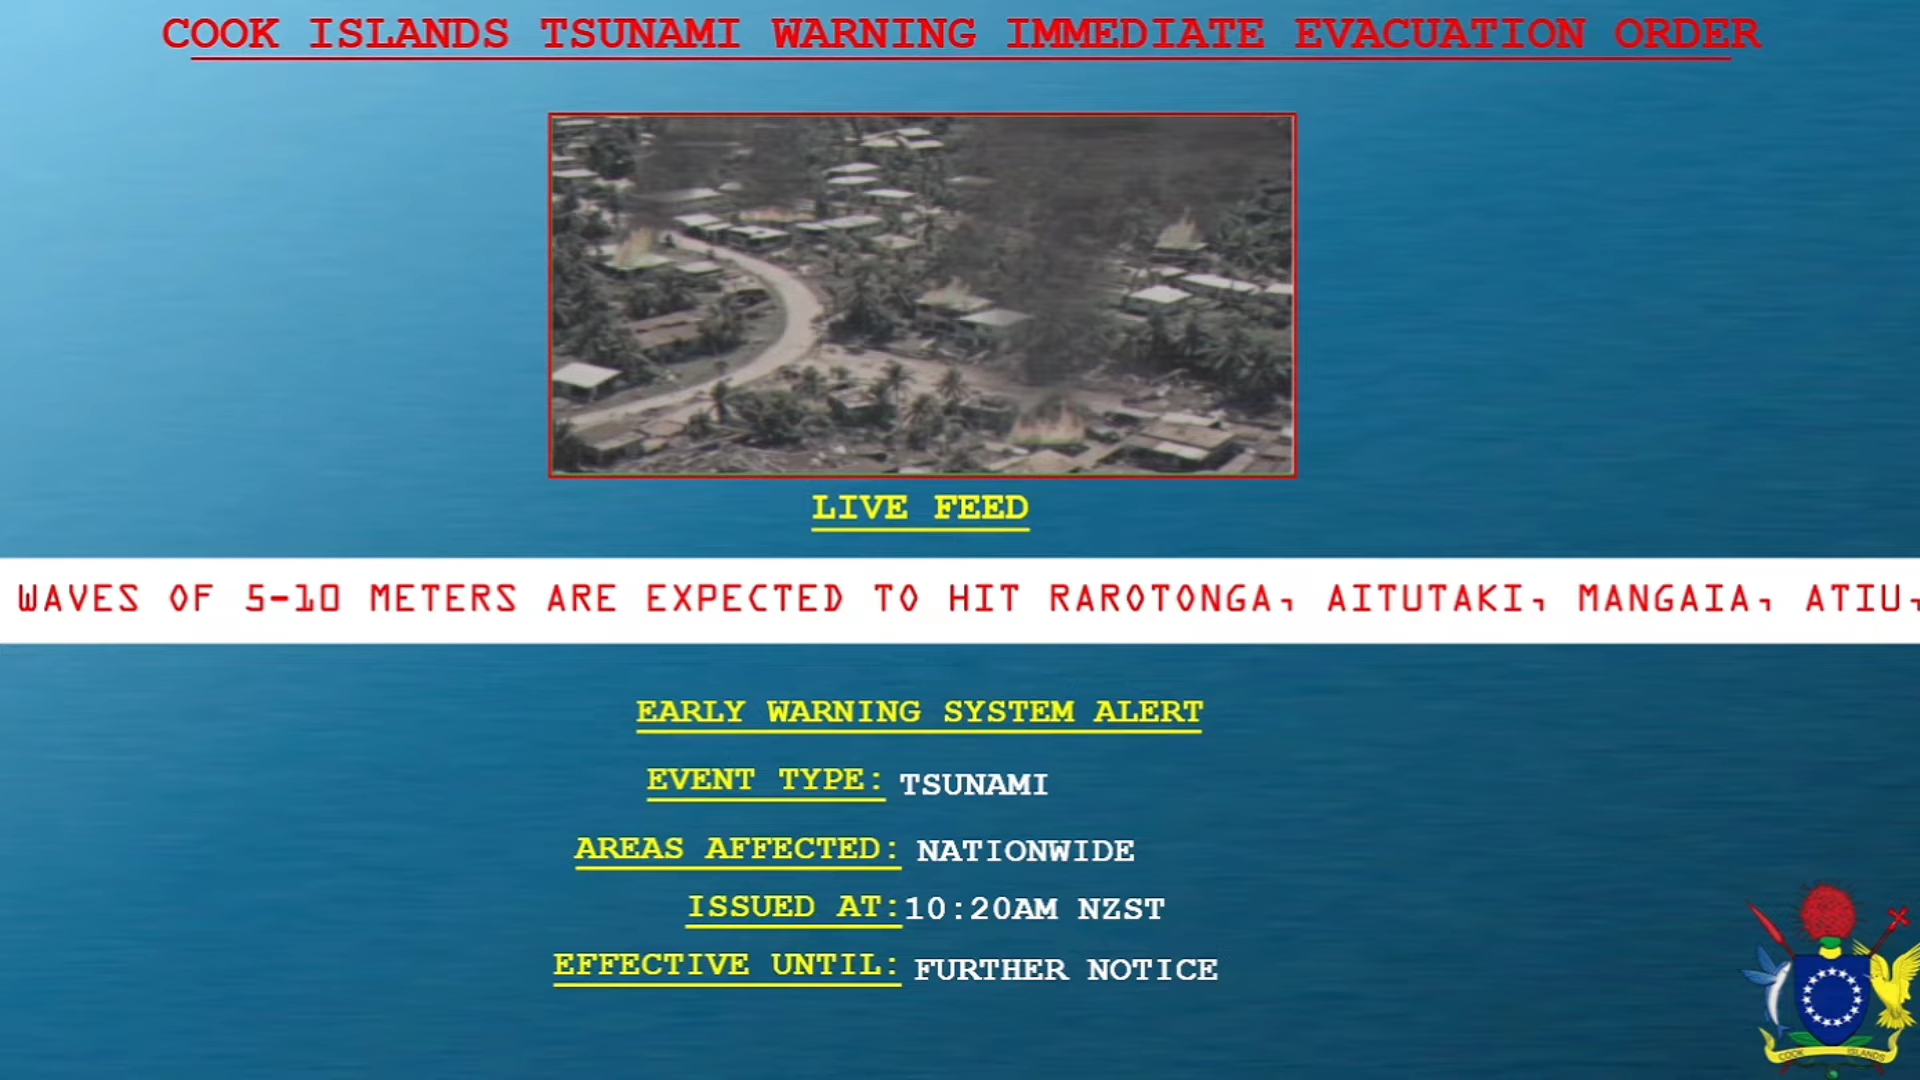 COOK ISLANDS TSUNAMI WARNING IMMEDIATE EVACUATION ORDER
LIVE FEED
WAVES OF 5-10 METERS ARE EXPECTED TO HIT RAROTONGA, AITUTAKI, MANGAIA, ATIU,
EARLY WARNING SYSTEM ALERT
EVENT TYPE: TSUNAMI
AREAS AFFECTED: NATIONWIDE
ISSUED AT: 10:20AM NZST
EFFECTIVE UNTIL: FURTHER NOTICE
COOK ISLANDS